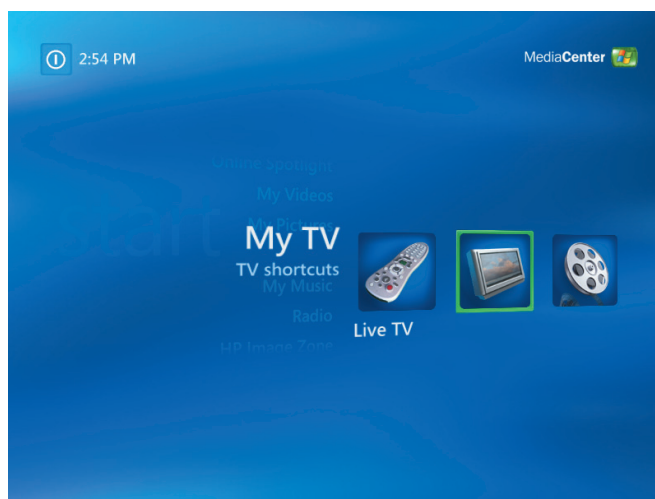 2:54 PM
MediaCenter
Online Spotlight
My Videos
start
My Pictures
My TV
TV shortcuts
My Music
Radio
Live TV
HP Image Zone